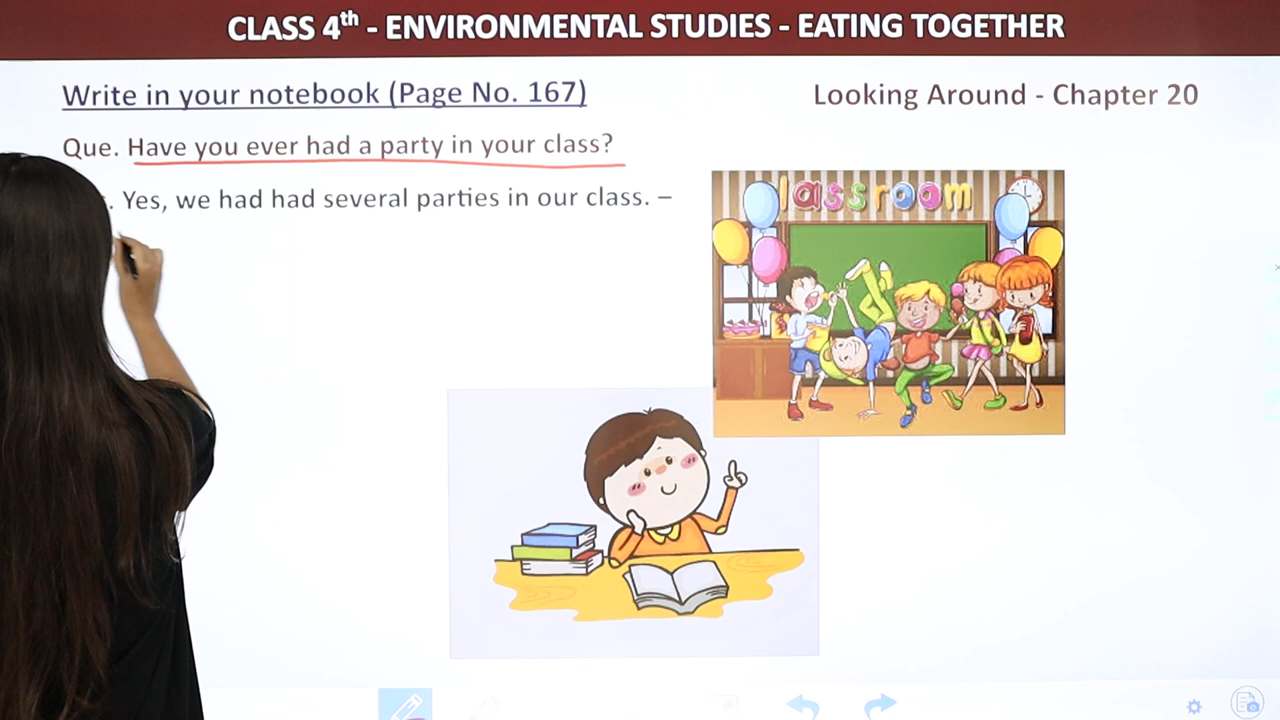 CLASS 4th - ENVIRONMENTAL STUDIES - EATING TOGETHER
Write in your notebook (Page No. 167)
Looking Around - Chapter 20
Que. Have you ever had a party in your class?
. Yes, we had had several parties in our class. –
lassroom